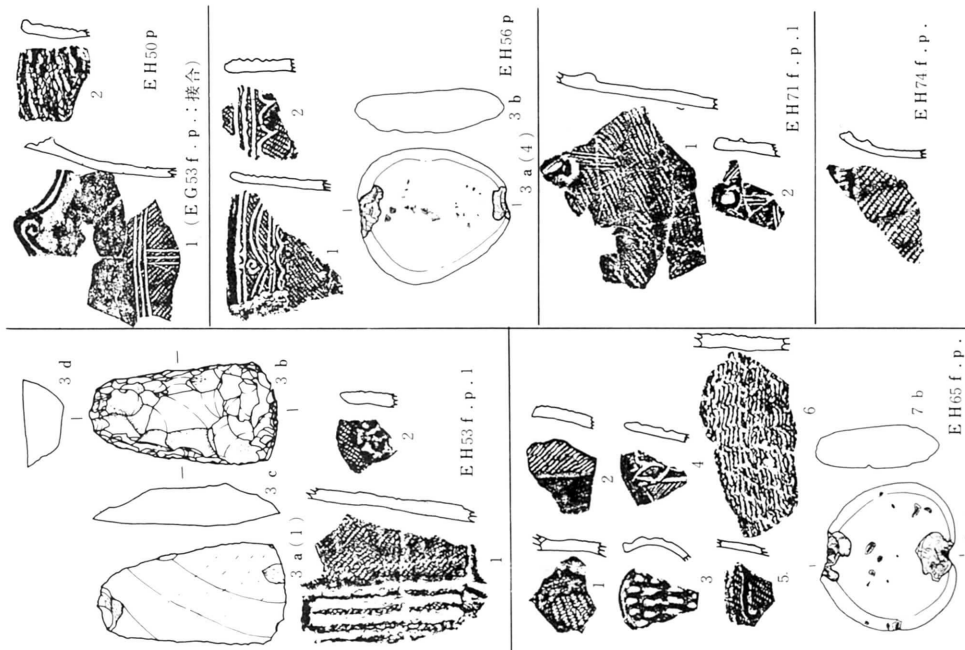 1 (EG53f.p.:接合)
2
EH50p
1
2
3a(4)
3b
EH56p
1
2
EH71f.p.1
EH74f.p.
3a(1)
3c
3b
3d
1
2
EH53f.p.1
1
2
3
4
5
6
7b
EH65f.p.